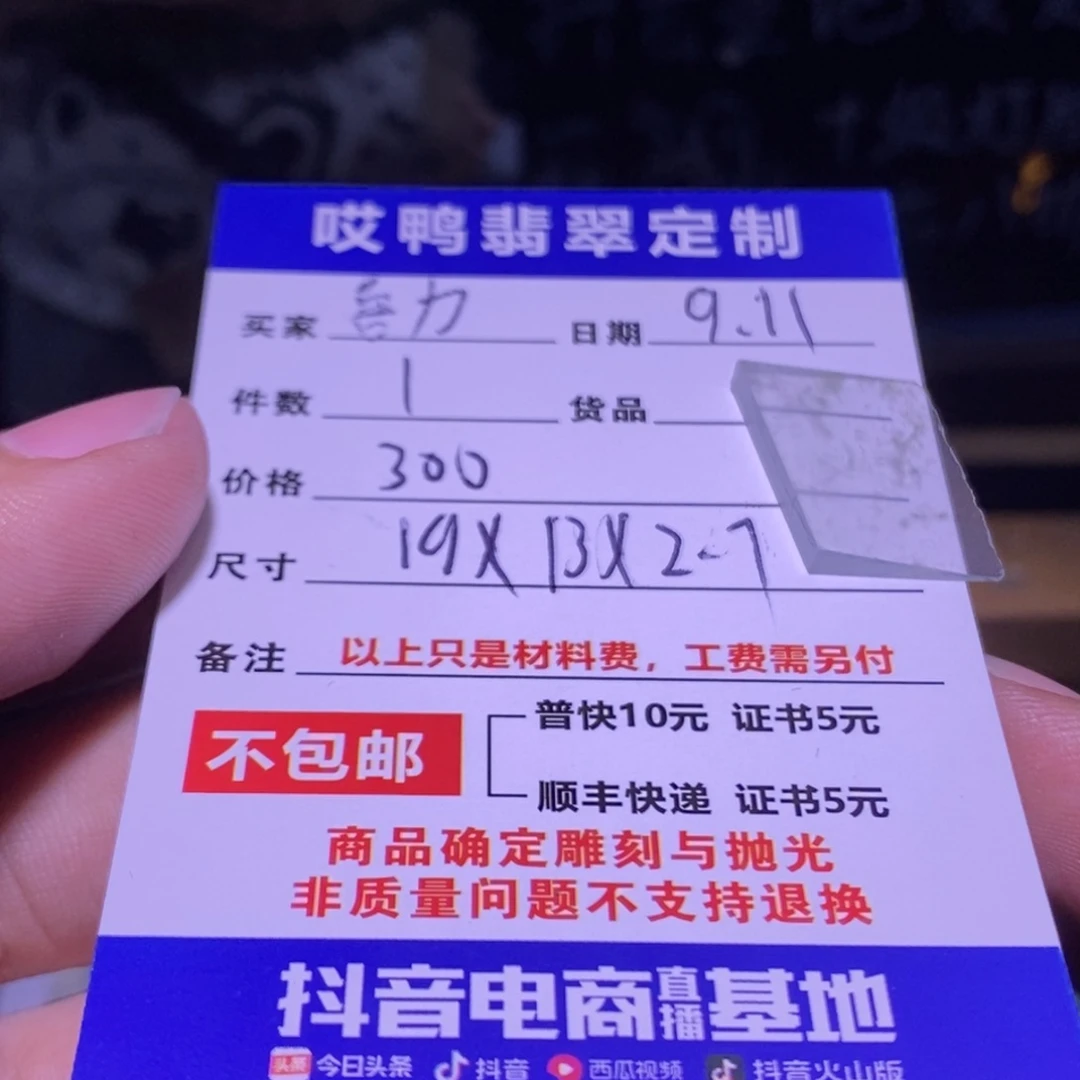 哎鸭翡翠定制
买家 吾力 日期 9.11
件数 1 货品
价格 300
尺寸 19X13X2-7
备注 以上只是材料费，工费需另付
不包邮
普快10元 证书5元
顺丰快递 证书5元
商品确定雕刻与抛光
非质量问题不支持退换
抖音电商直播基地
头条 今日头条 抖音 西瓜视频 抖音火山版